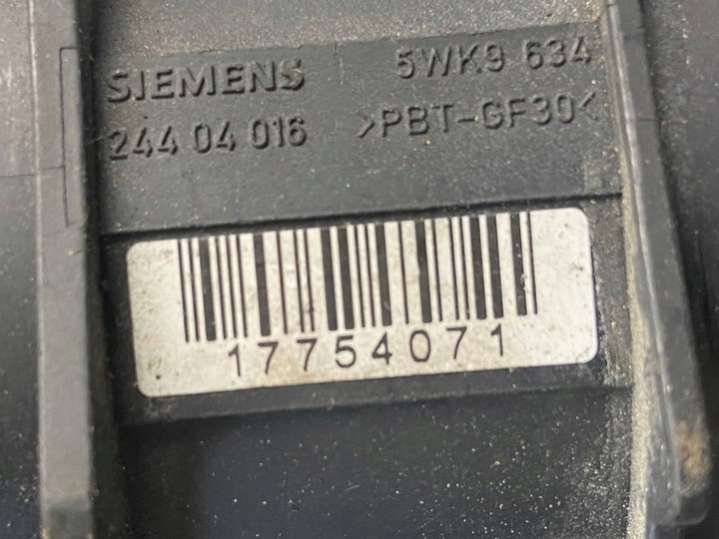 SIEMENS 5WK9 634
244 04 016 >PBT-GF30<
17754071